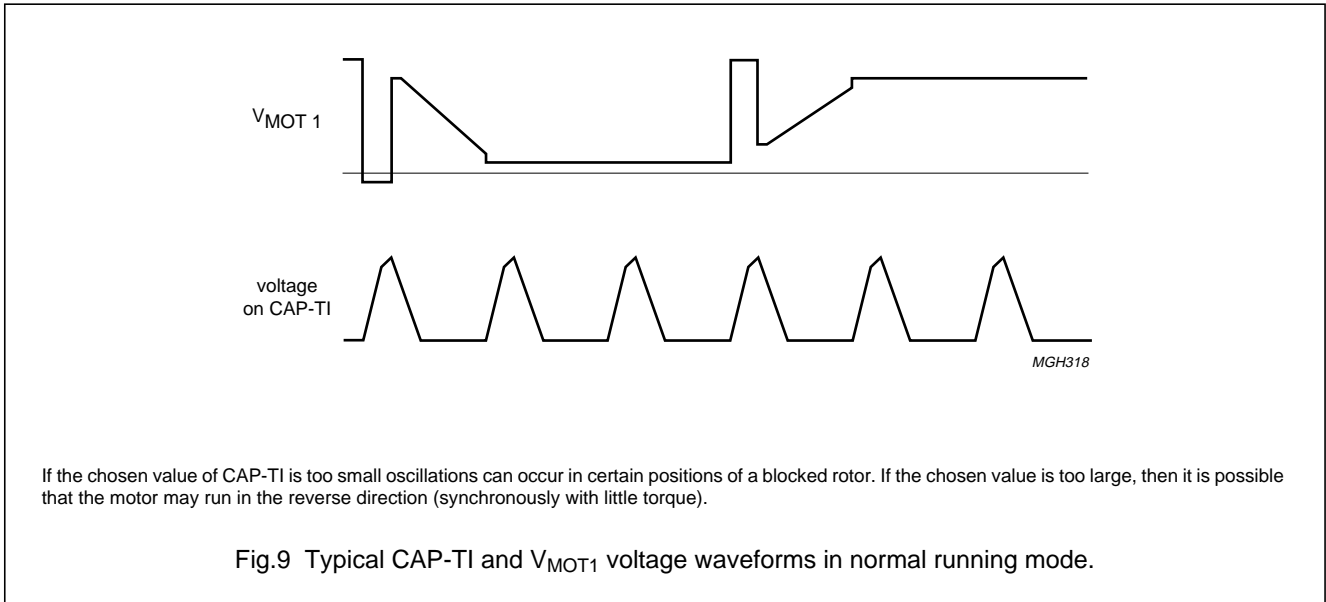 VMOT 1
voltage
on CAP-TI
MGH318
If the chosen value of CAP-TI is too small oscillations can occur in certain positions of a blocked rotor. If the chosen value is too large, then it is possible
that the motor may run in the reverse direction (synchronously with little torque).
Fig.9 Typical CAP-TI and VMOT1 voltage waveforms in normal running mode.